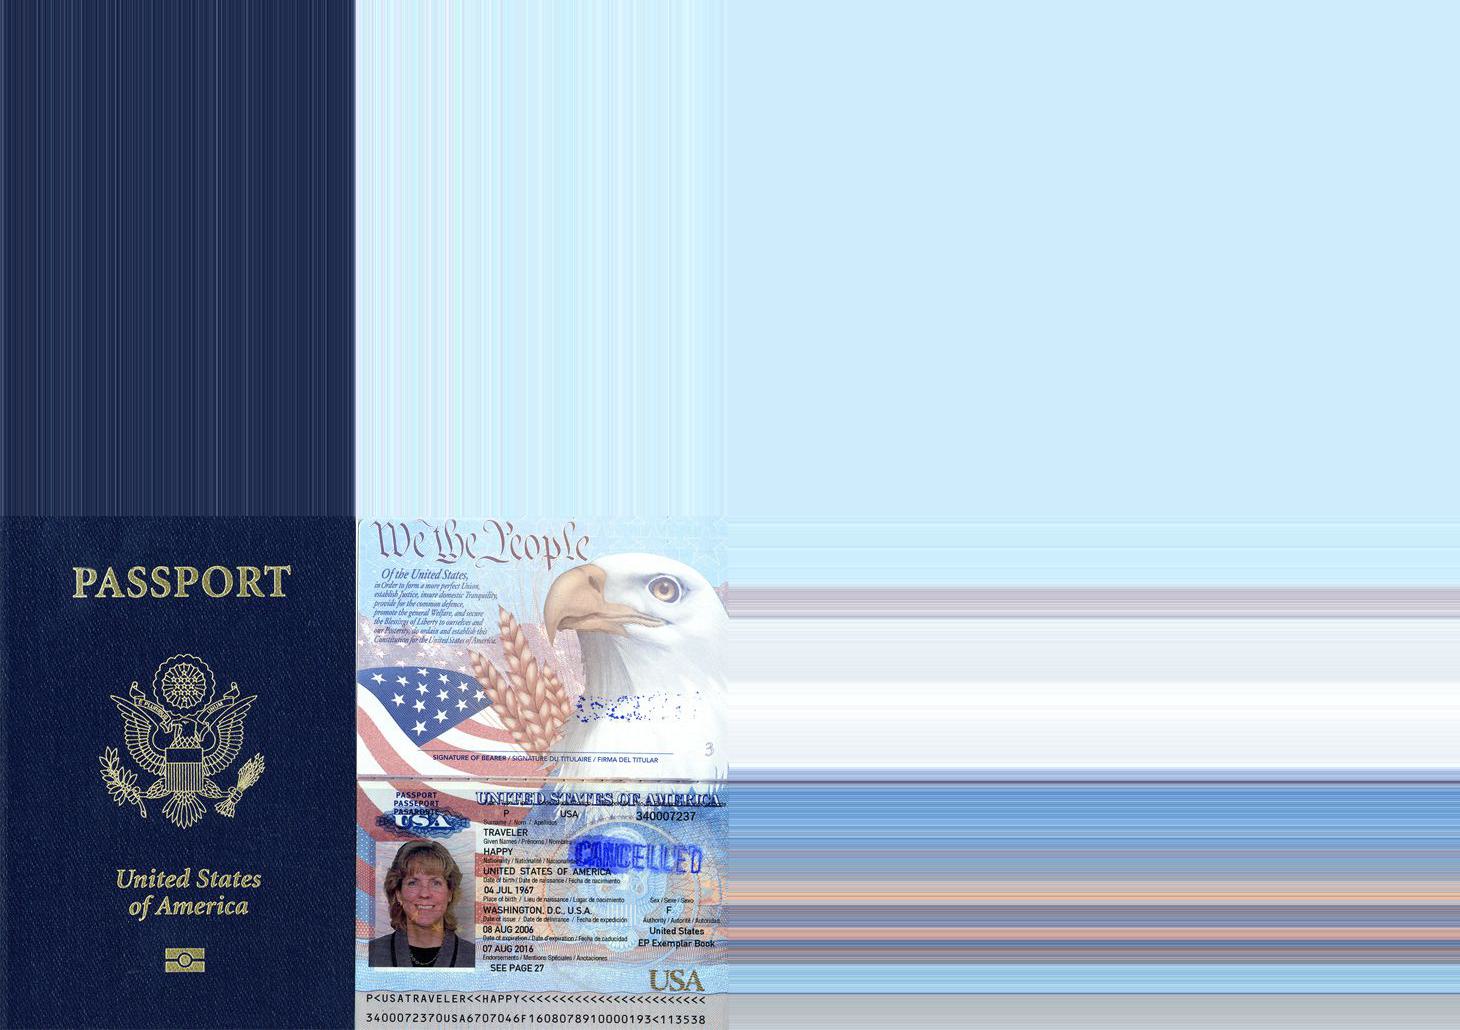 PASSPORT
United States
of America
We the People
Of the United States,
in Order to form a more perfect Union,
establish Justice, insure domestic Tranquility,
provide for the common defence,
promote the general Welfare, and secure
the Blessings of Liberty to ourselves and
our Posterity, do ordain and establish this
Constitution for the United States of America.
3
SIGNATURE OF BEARER / SIGNATURE DU TITULAIRE / FIRMA DEL TITULAR
PASSPORT
PASSEPORT
PASAPORTE
USA
UNITED STATES OF AMERICA
P USA 340007237
Surname / Nom / Apellidos
TRAVELER
Given Names / Prénoms / Nombres
HAPPY
CANCELLED
Nationality / Nationalité / Nacionalidad
UNITED STATES OF AMERICA
Date of birth / Date de naissance / Fecha de nacimiento
04 JUL 1967
Place of birth / Lieu de naissance / Lugar de nacimiento
WASHINGTON, D.C., U.S.A.
Sex / Sexe / Sexo
F
Date of issue / Date de délivrance / Fecha de expedición
08 AUG 2006
Authority / Autorité / Autoridad
United States
Date of expiration / Date d'expiration / Fecha de caducidad
07 AUG 2016
EP Exemplar Book
Endorsements / Mentions Spéciales / Anotaciones
SEE PAGE 27
USA
P<USATRAVELER<<HAPPY<<<<<<<<<<<<<<<<<<<<<<<<
3400072370USA6707046F1608078910000193<113538